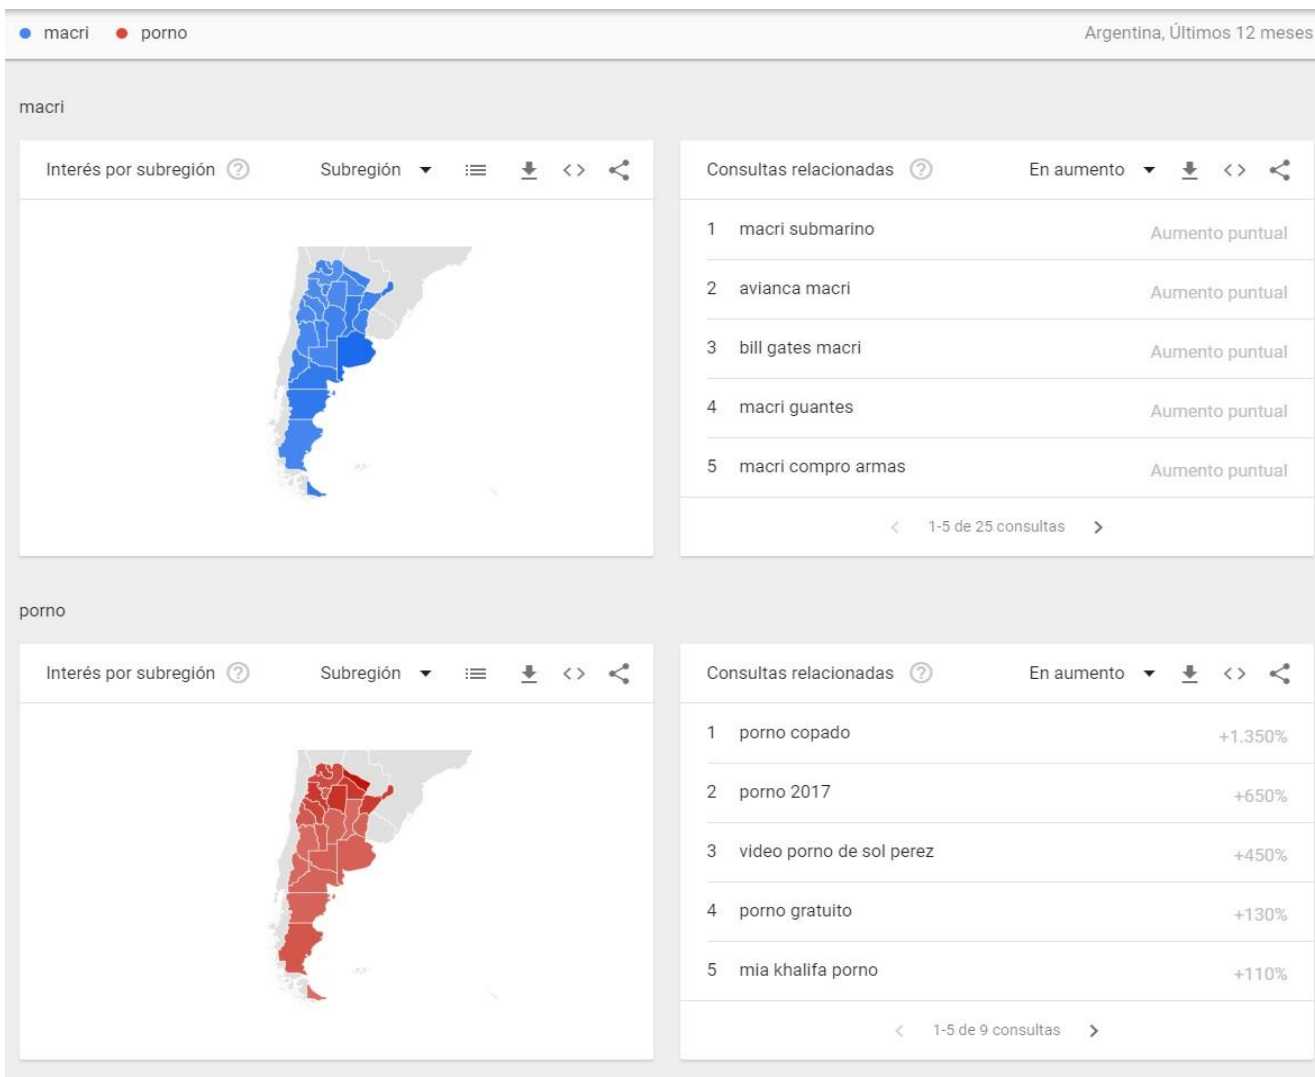 macri porno Argentina, Últimos 12 meses
macri
Interés por subregión ? Subregión
Consultas relacionadas ? En aumento
1 macri submarino Aumento puntual
2 avianca macri Aumento puntual
3 bill gates macri Aumento puntual
4 macri guantes Aumento puntual
5 macri compro armas Aumento puntual
< 1-5 de 25 consultas >
porno
Interés por subregión ? Subregión
Consultas relacionadas ? En aumento
1 porno copado +1.350%
2 porno 2017 +650%
3 video porno de sol perez +450%
4 porno gratuito +130%
5 mia khalifa porno +110%
< 1-5 de 9 consultas >